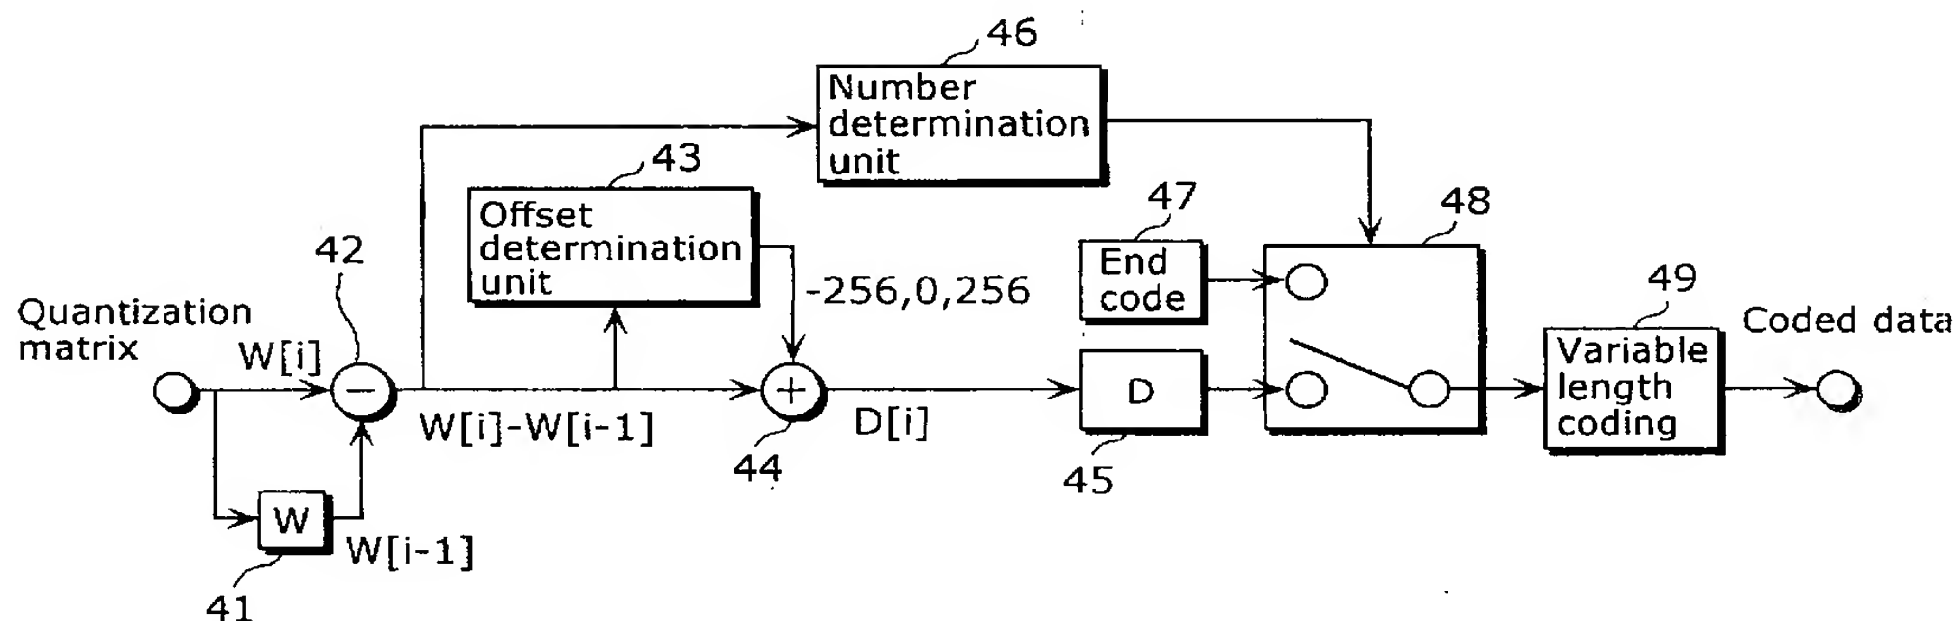 46
Number
determination
unit
43
Offset
determination
unit
47
End
code
48
42
-256,0,256
49
Quantization
matrix
W[i]
−
W[i]-W[i-1]
+
D[i]
D
Variable
length
coding
Coded data
44
45
W
W[i-1]
41